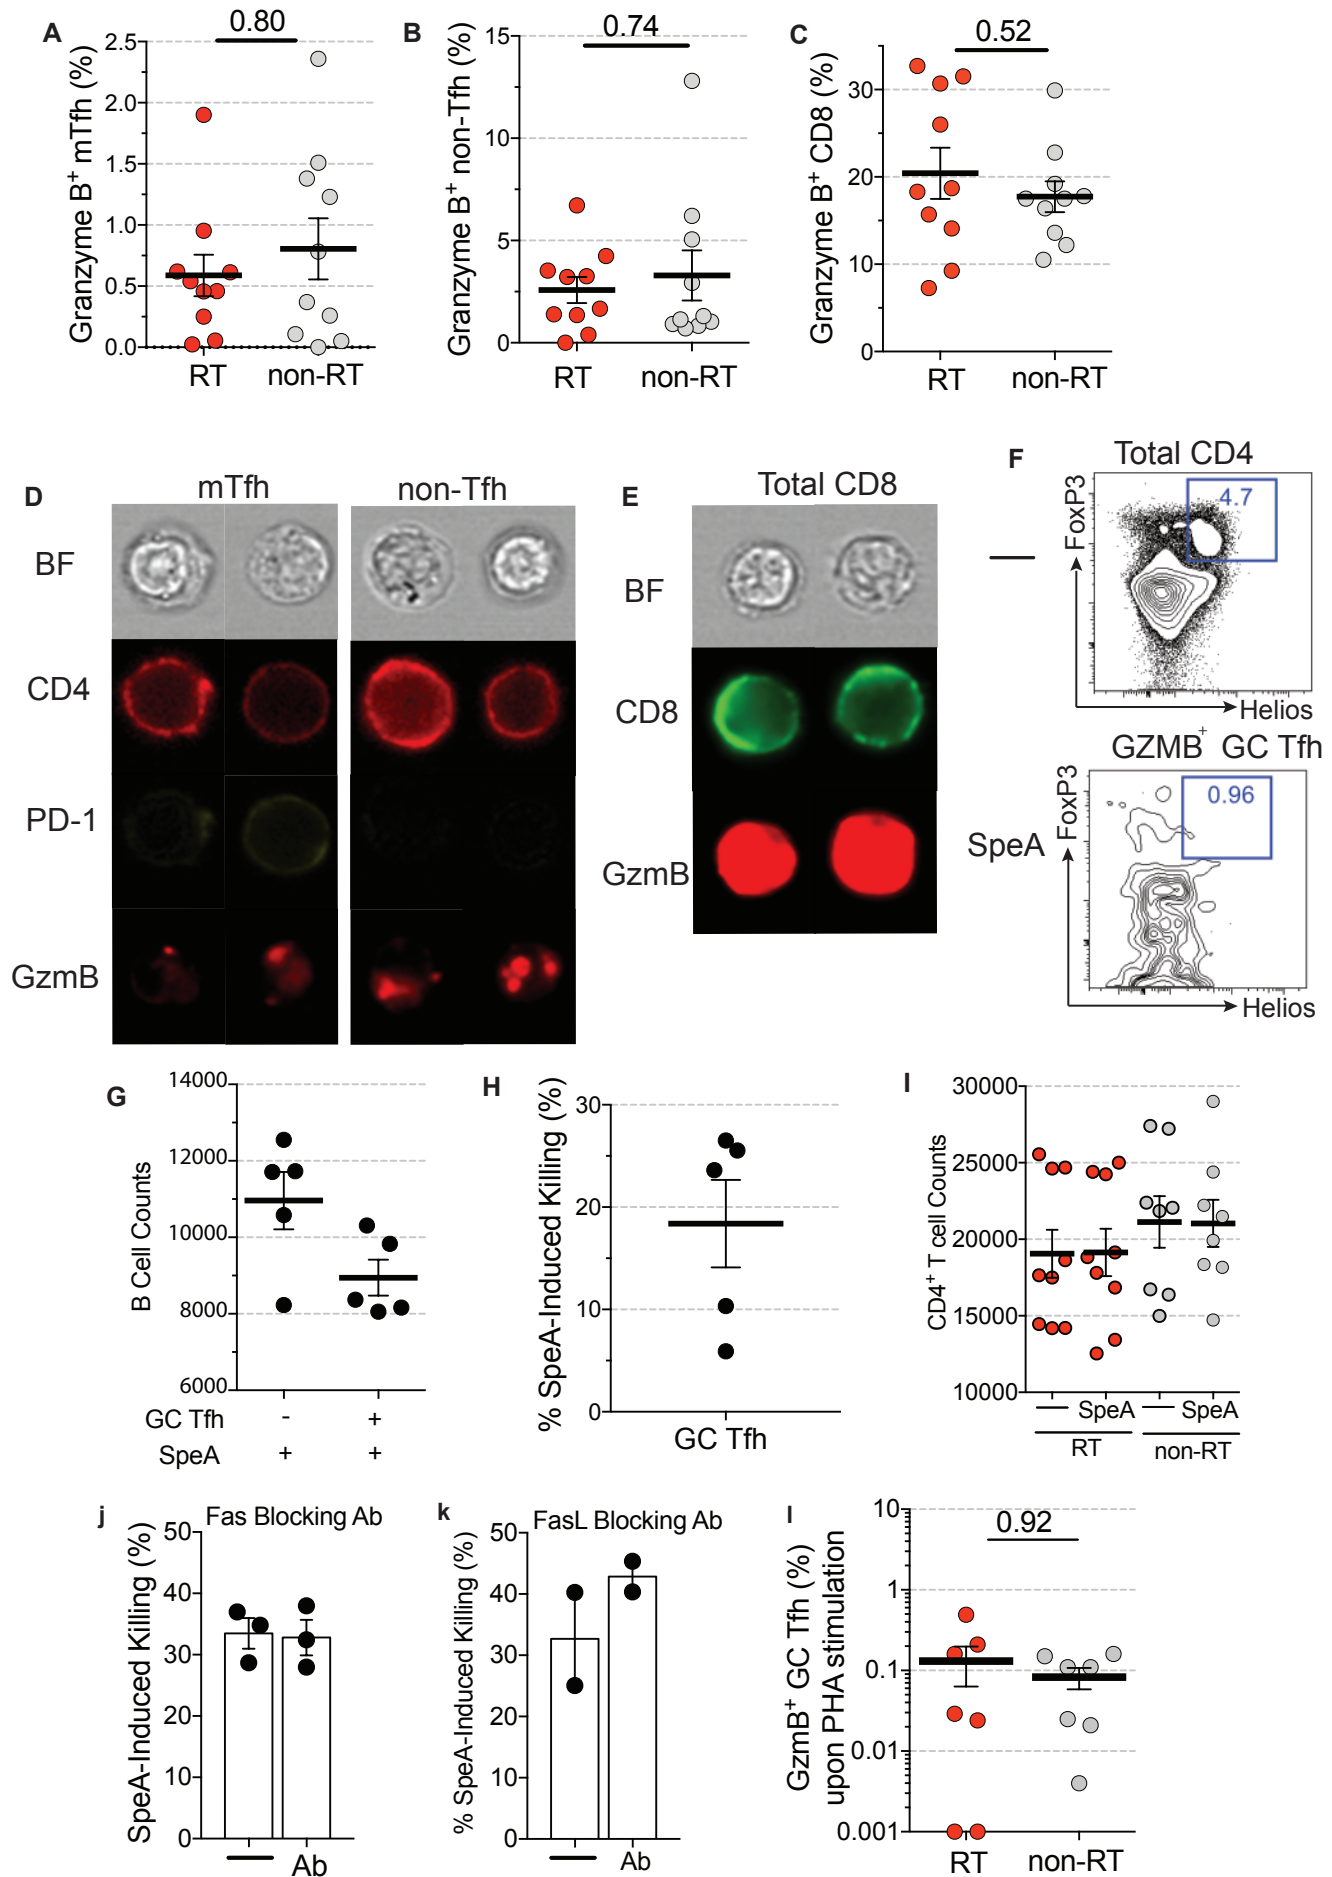 A
0.80
Granzyme B+ mTfh (%)
2.5
2.0
1.5
1.0
0.5
0.0
RT non-RT
B
0.74
Granzyme B+ non-Tfh (%)
15
10
5
0
RT non-RT
C
0.52
Granzyme B+ CD8 (%)
30
20
10
0
RT non-RT
D
mTfh non-Tfh
BF
CD4
PD-1
GzmB
E
Total CD8
BF
CD8
GzmB
F
Total CD4
4.7
FoxP3
Helios
GZMB+ GC Tfh
0.96
FoxP3
SpeA
Helios
G
B Cell Counts
14000
12000
10000
8000
6000
GC Tfh - +
SpeA + +
H
% SpeA-Induced Killing (%)
30
20
10
0
GC Tfh
I
CD4+ T cell Counts
30000
25000
20000
15000
10000
— SpeA — SpeA
RT non-RT
j
Fas Blocking Ab
SpeA-Induced Killing (%)
50
40
30
20
10
0
— Ab
k
FasL Blocking Ab
% SpeA-Induced Killing (%)
50
40
30
20
10
0
— Ab
l
0.92
GzmB+ GC Tfh (%)
upon PHA stimulation
10
1
0.1
0.01
0.001
RT non-RT